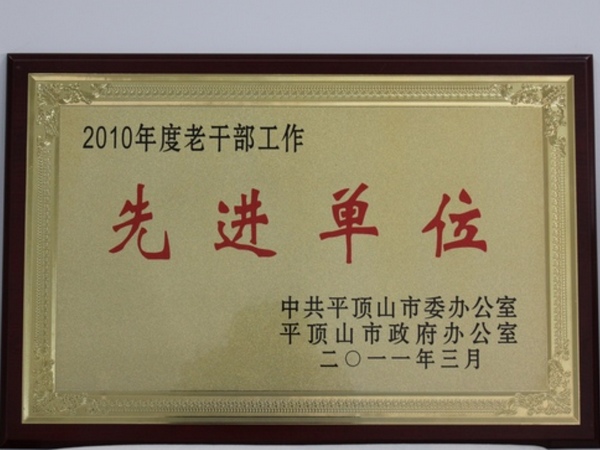 2010年度老干部工作
先进单位
中共平顶山市委办公室
平顶山市政府办公室
二〇一一年三月